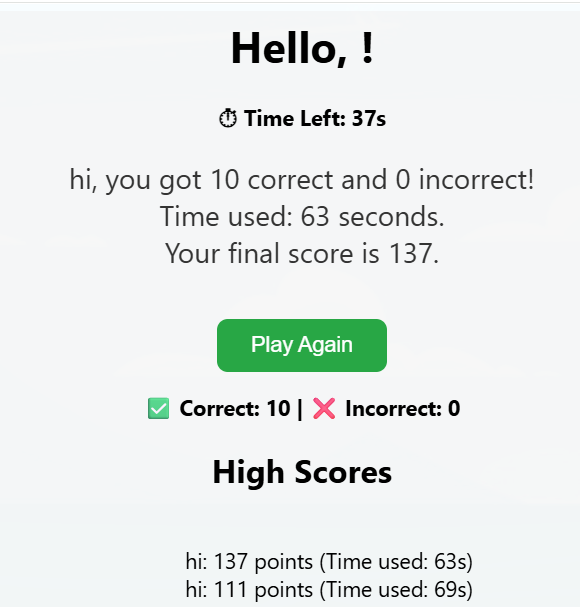 Hello, !
⏱ Time Left: 37s
hi, you got 10 correct and 0 incorrect!
Time used: 63 seconds.
Your final score is 137.
Play Again
✅ Correct: 10 | ❌ Incorrect: 0
High Scores
hi: 137 points (Time used: 63s)
hi: 111 points (Time used: 69s)